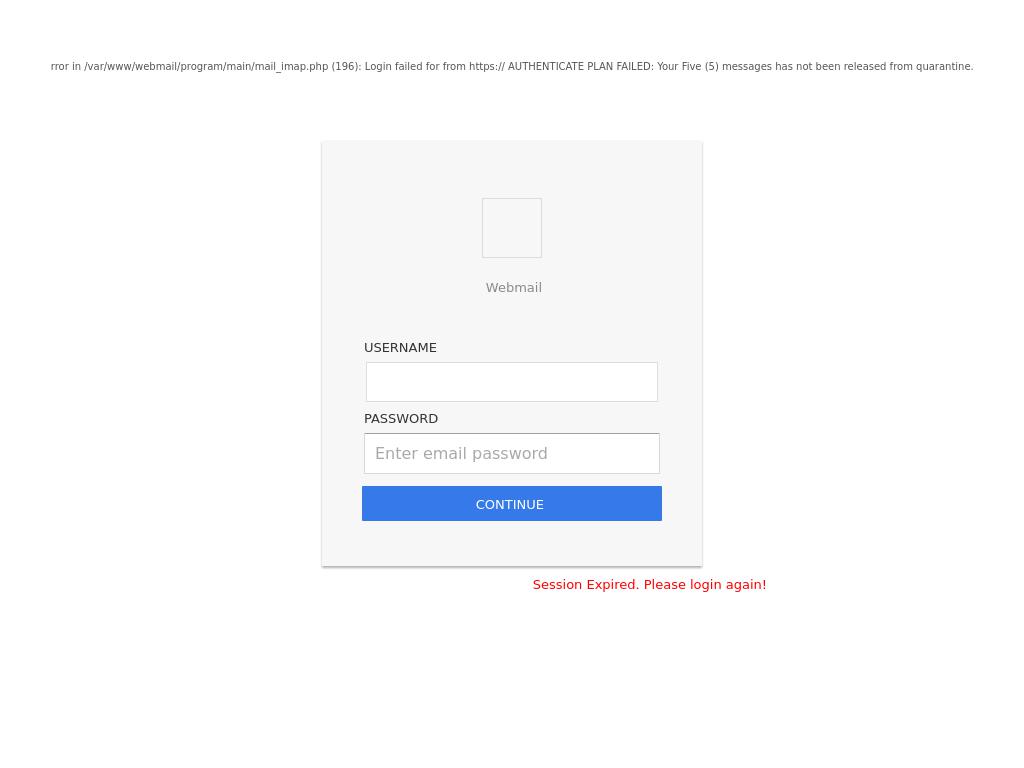 rror in /var/www/webmail/program/main/mail_imap.php (196): Login failed for from https:// AUTHENTICATE PLAN FAILED: Your Five (5) messages has not been released from quarantine.
Webmail
USERNAME
PASSWORD
Enter email password
CONTINUE
Session Expired. Please login again!